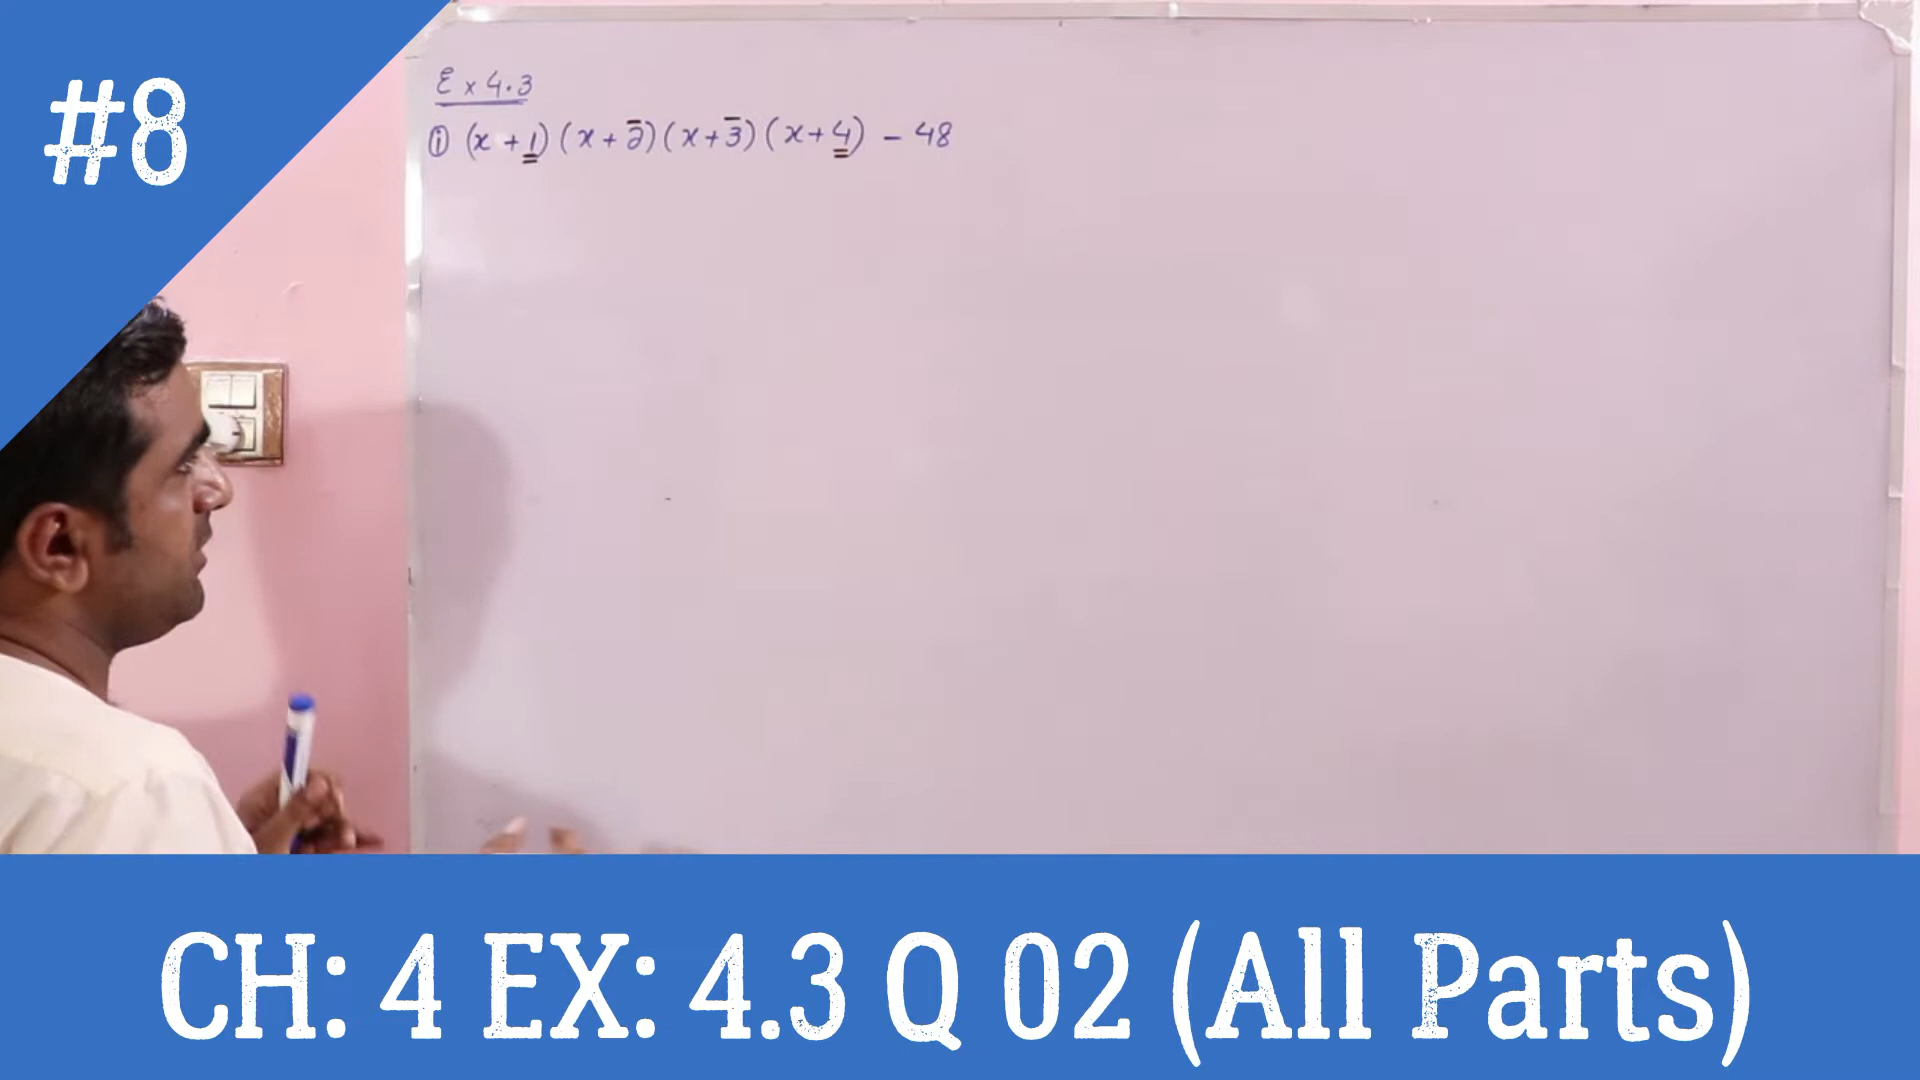 #8
Ex 4.3
(i) (x + 1) (x + 2) (x + 3) (x + 4) - 48
CH: 4 EX: 4.3 Q 02 (All Parts)